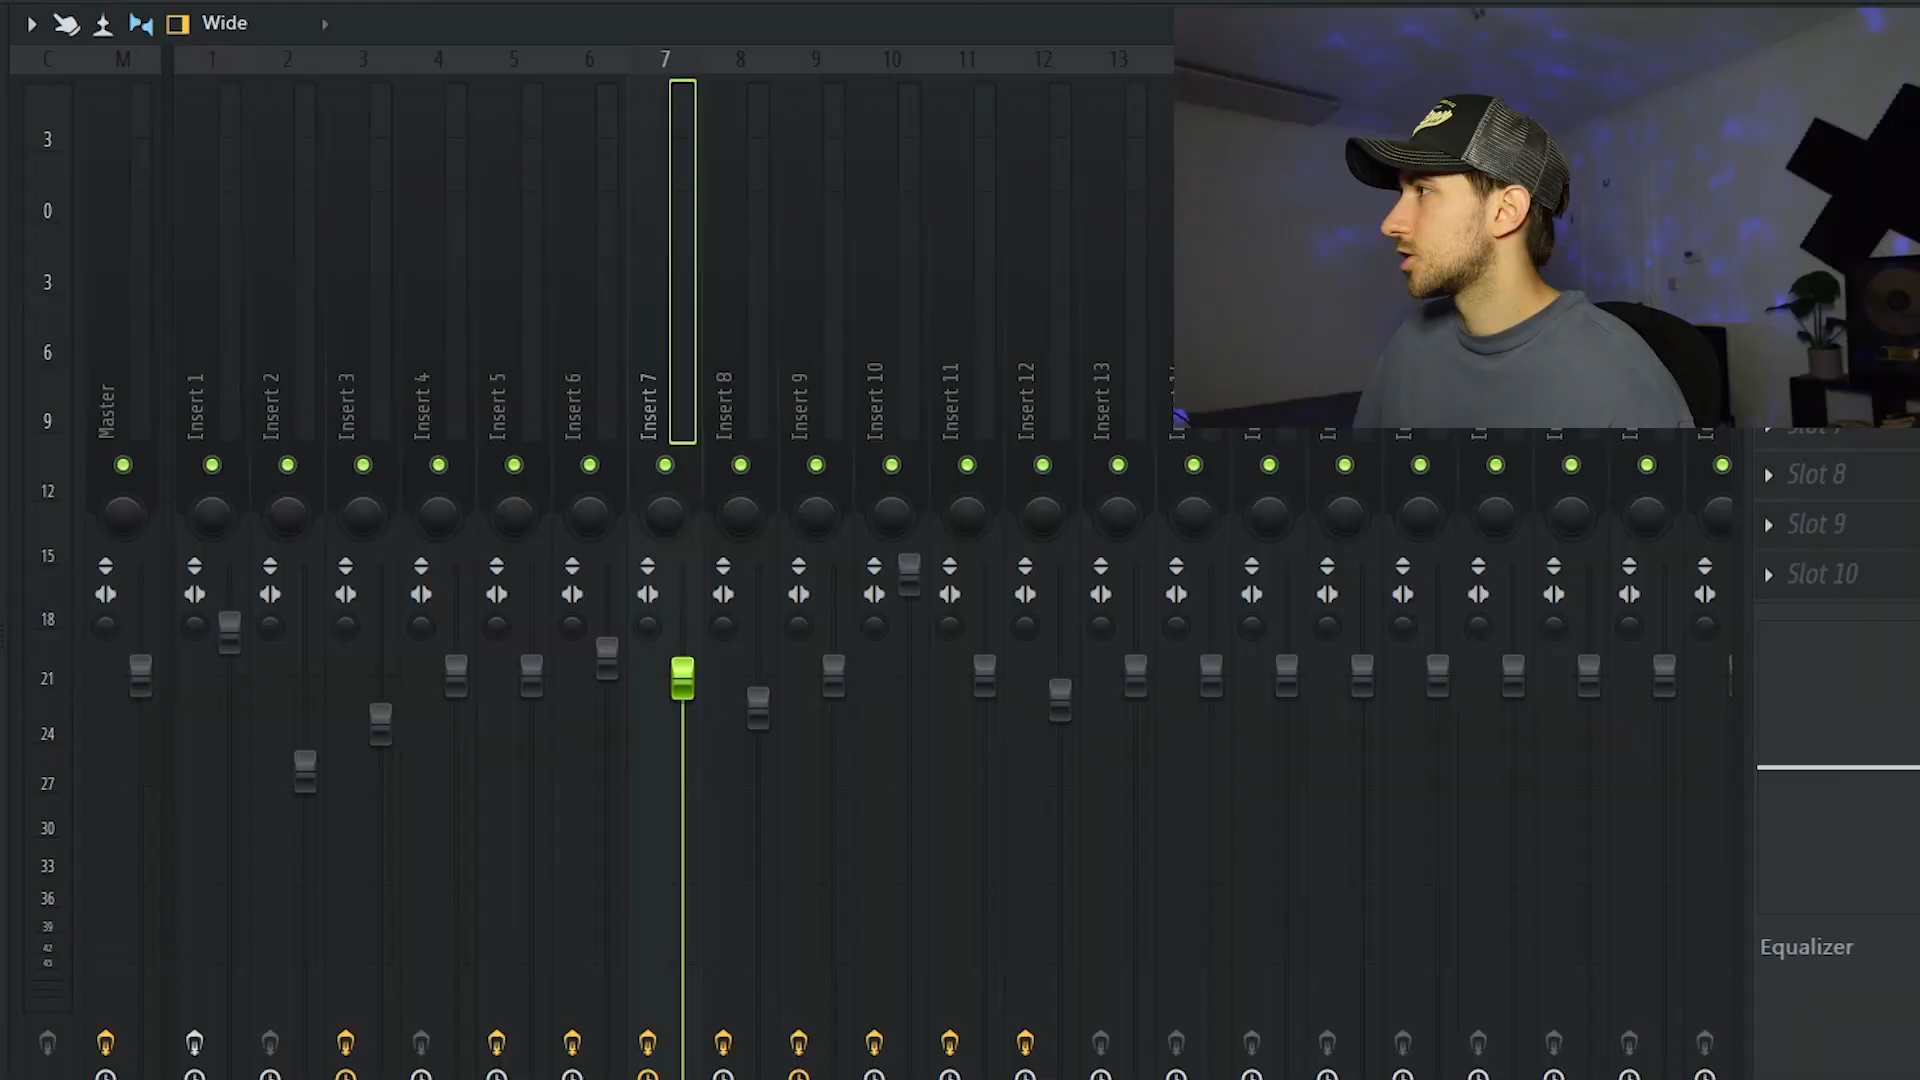 Wide
C M 1 2 3 4 5 6 7 8 9 10 11 12 13
3
0
3
6
9
12
15
18
21
24
27
30
33
36
39
42
45
Master
Insert 1
Insert 2
Insert 3
Insert 4
Insert 5
Insert 6
Insert 7
Insert 8
Insert 9
Insert 10
Insert 11
Insert 12
Insert 13
Slot 8
Slot 9
Slot 10
Equalizer